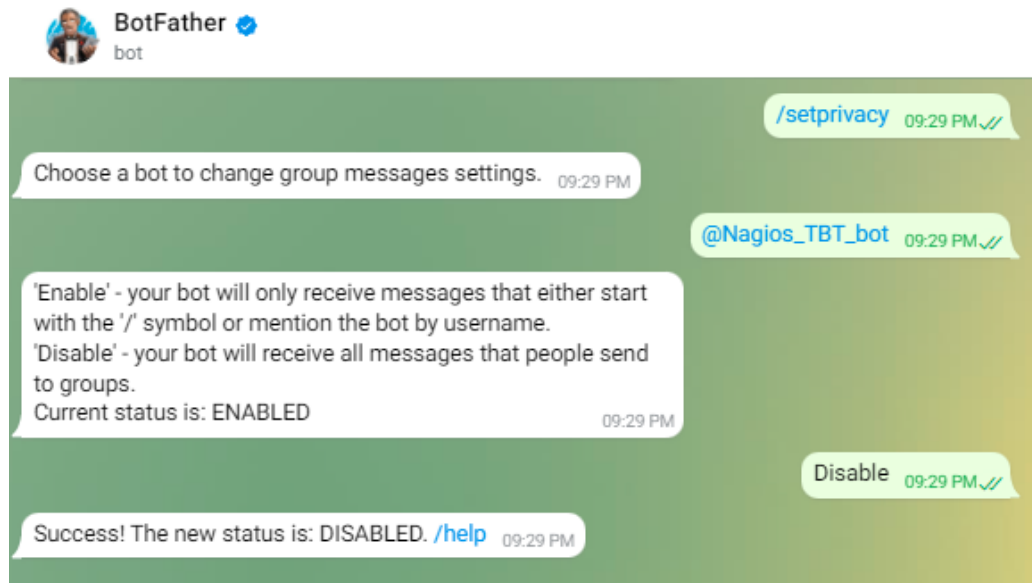 BotFather
bot
/setprivacy 09:29 PM
Choose a bot to change group messages settings. 09:29 PM
@Nagios_TBT_bot 09:29 PM
'Enable' - your bot will only receive messages that either start
with the '/' symbol or mention the bot by username.
'Disable' - your bot will receive all messages that people send
to groups.
Current status is: ENABLED 09:29 PM
Disable 09:29 PM
Success! The new status is: DISABLED. /help 09:29 PM